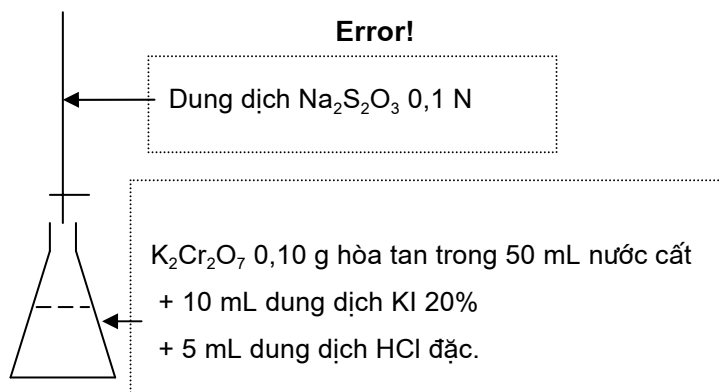 Error!
Dung dịch Na₂S₂O₃ 0,1 N
K₂Cr₂O₇ 0,10 g hòa tan trong 50 mL nước cất
+ 10 mL dung dịch KI 20%
+ 5 mL dung dịch HCl đặc.